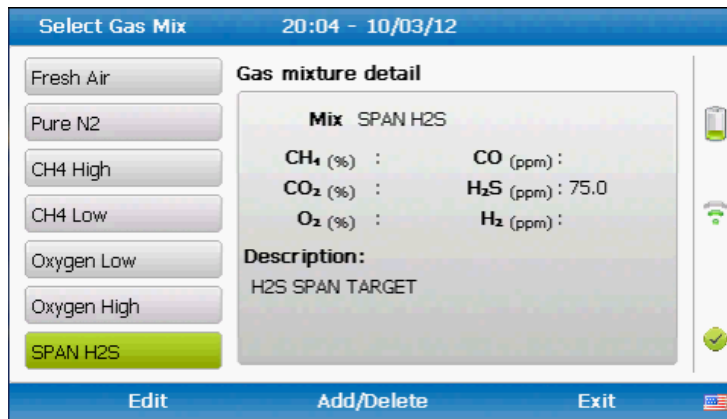 Select Gas Mix 20:04 - 10/03/12
Fresh Air
Pure N2
CH4 High
CH4 Low
Oxygen Low
Oxygen High
SPAN H2S
Gas mixture detail
Mix SPAN H2S
CH₄ (%) : CO (ppm) :
CO₂ (%) : H₂S (ppm) : 75.0
O₂ (%) : H₂ (ppm) :
Description:
H2S SPAN TARGET
Edit Add/Delete Exit